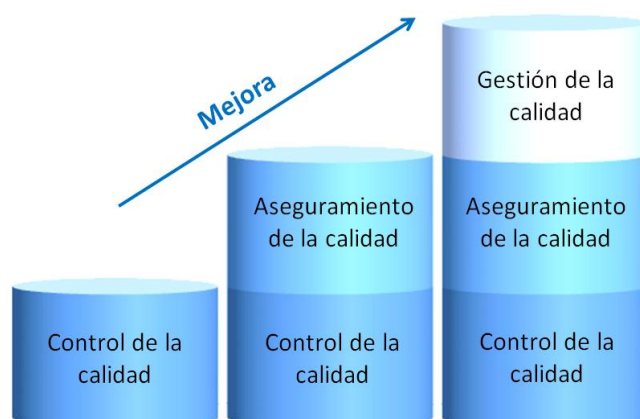 Mejora
Gestión de la
calidad
Aseguramiento
de la calidad
Aseguramiento
de la calidad
Control de la
calidad
Control de la
calidad
Control de la
calidad